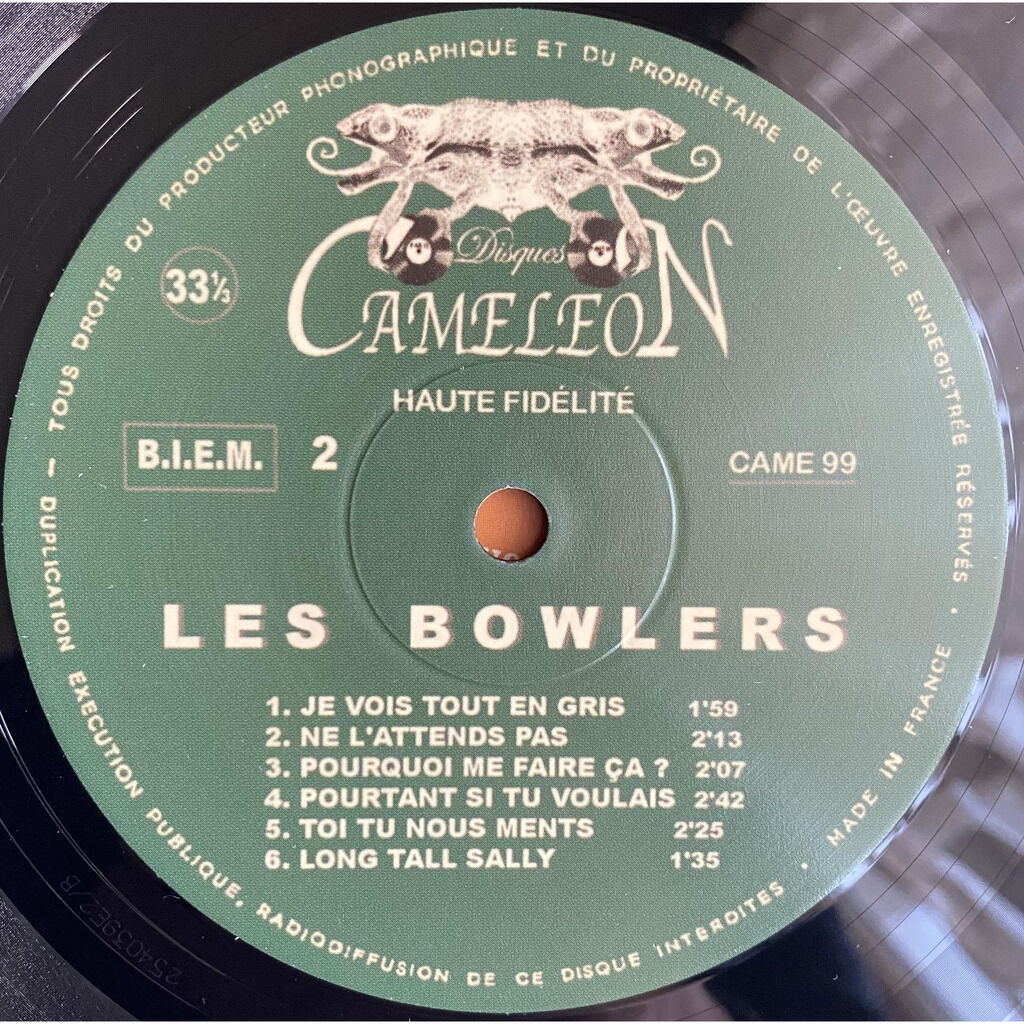 TOUS DROITS DU PRODUCTEUR PHONOGRAPHIQUE ET DU PROPRIÉTAIRE DE L'ŒUVRE ENREGISTRÉE RÉSERVÉS •
Disques
CAMELEON
33⅓
HAUTE FIDÉLITÉ
B.I.E.M.
2
CAME 99
LES BOWLERS
1. JE VOIS TOUT EN GRIS 1'59
2. NE L'ATTENDS PAS 2'13
3. POURQUOI ME FAIRE ÇA ? 2'07
4. POURTANT SI TU VOULAIS 2'42
5. TOI TU NOUS MENTS 2'25
6. LONG TALL SALLY 1'35
– DUPLICATION EXECUTION PUBLIQUE, RADIODIFFUSION DE CE DISQUE INTERDITES • MADE IN FRANCE